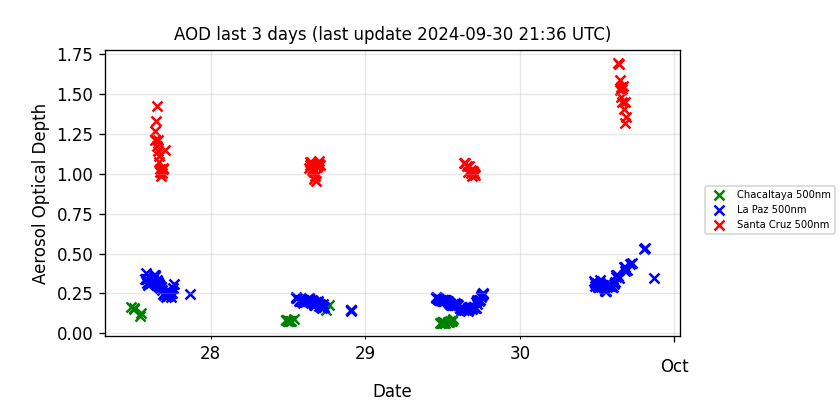 AOD last 3 days (last update 2024-09-30 21:36 UTC)
Aerosol Optical Depth
1.75
1.50
1.25
1.00
0.75
0.50
0.25
0.00
28
29
30
Oct
Date
Chacaltaya 500nm
La Paz 500nm
Santa Cruz 500nm